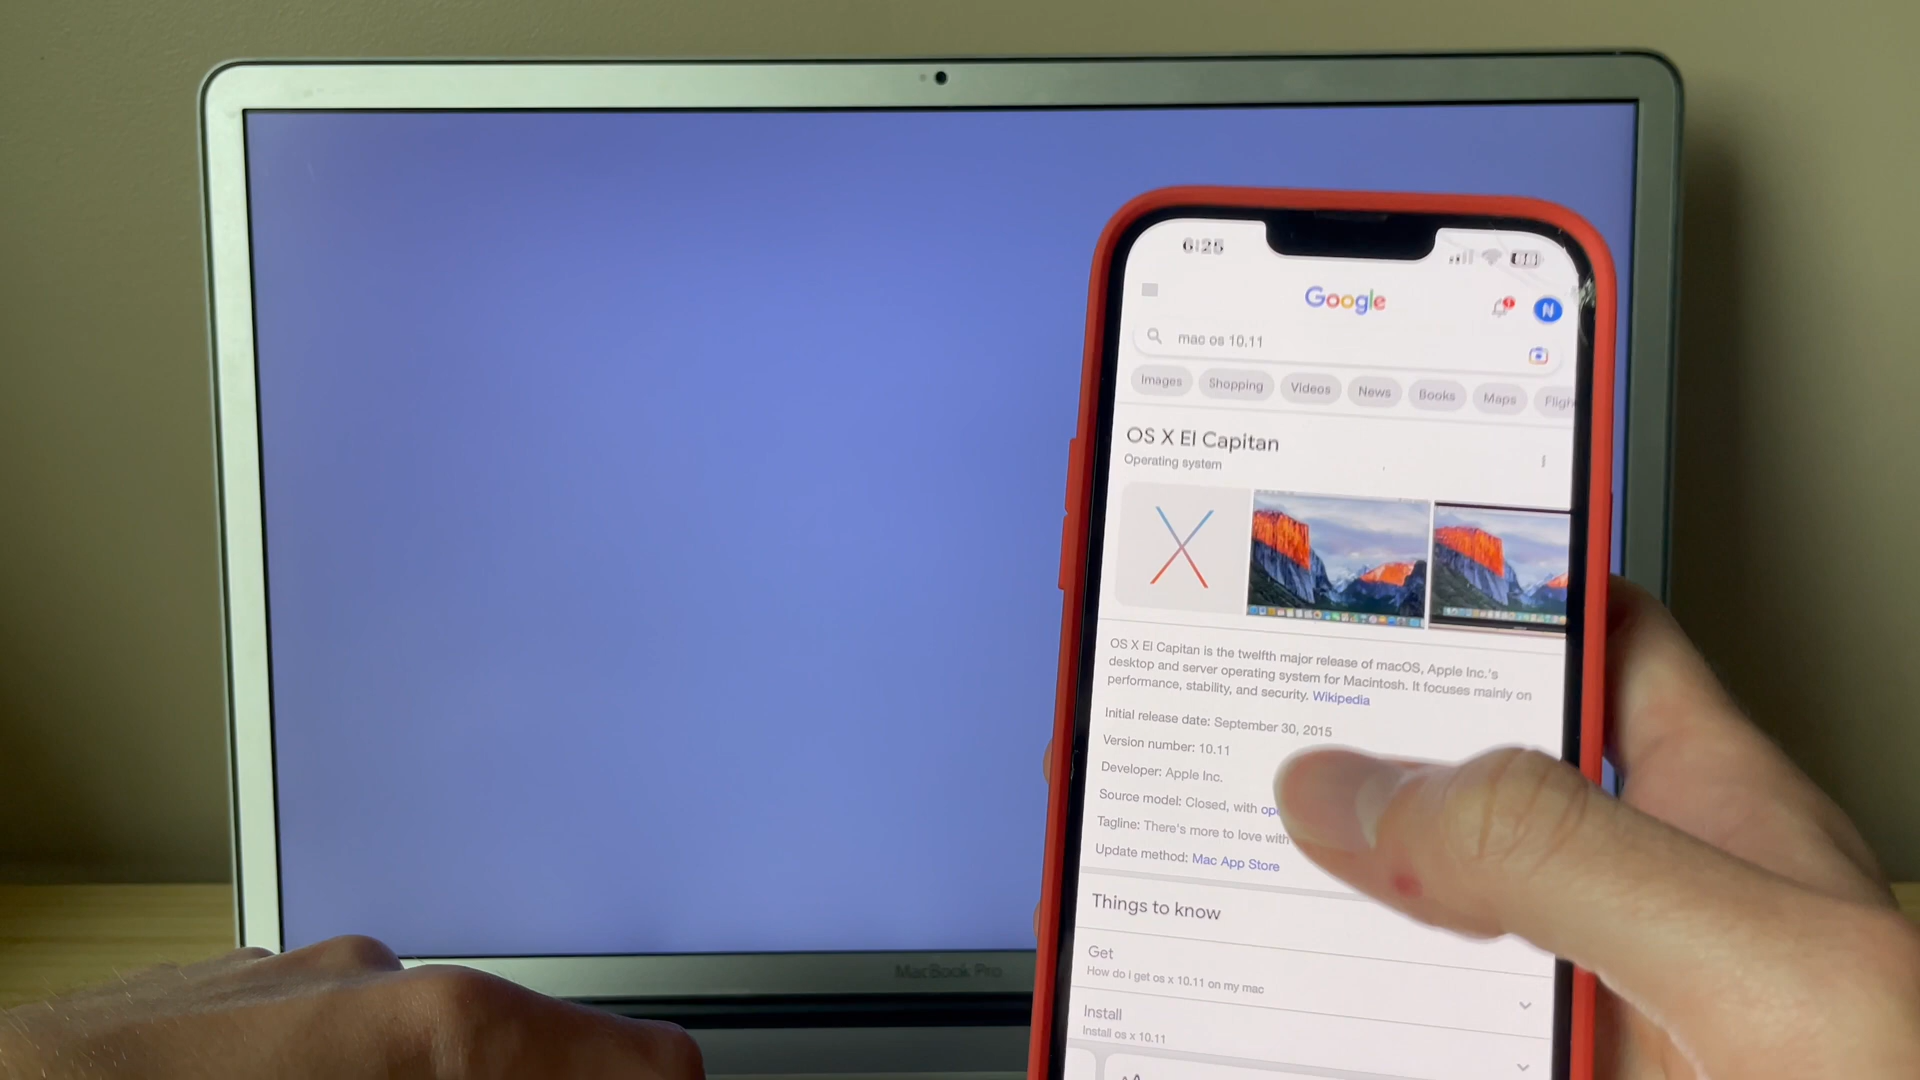 6:25
Google
N
mac os 10.11
Images Shopping Videos News Books Maps Fligh
OS X El Capitan
Operating system
OS X El Capitan is the twelfth major release of macOS, Apple Inc.'s
desktop and server operating system for Macintosh. It focuses mainly on
performance, stability, and security. Wikipedia
Initial release date: September 30, 2015
Version number: 10.11
Developer: Apple Inc.
Source model: Closed, with op
Tagline: There's more to love with
Update method: Mac App Store
Things to know
Get
How do i get os x 10.11 on my mac
Install
Install os x 10.11
MacBook Pro